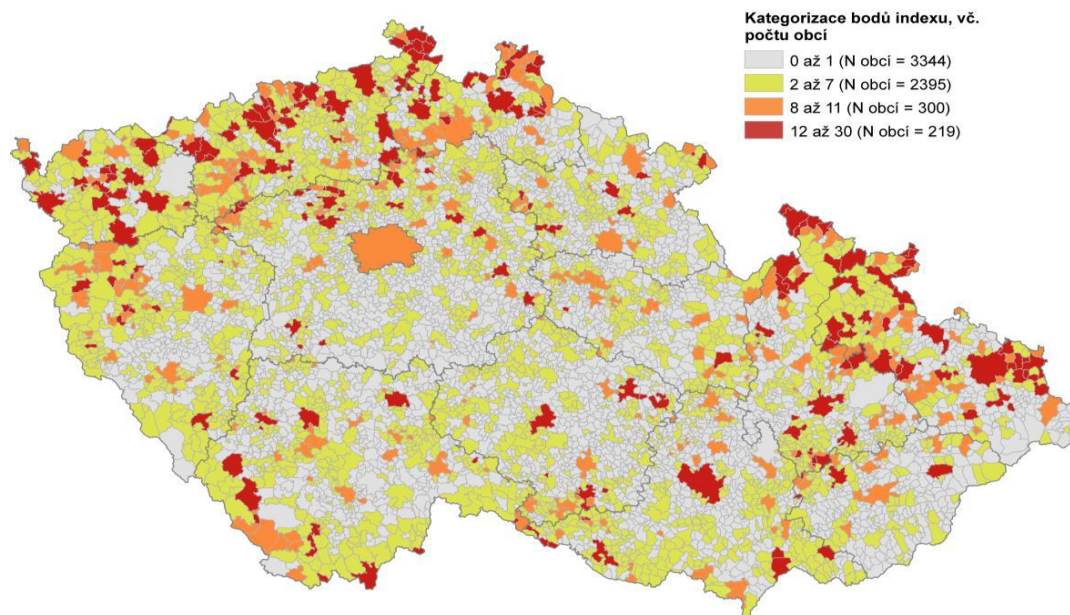 Kategorizace bodů indexu, vč.
počtu obcí
0 až 1 (N obcí = 3344)
2 až 7 (N obcí = 2395)
8 až 11 (N obcí = 300)
12 až 30 (N obcí = 219)